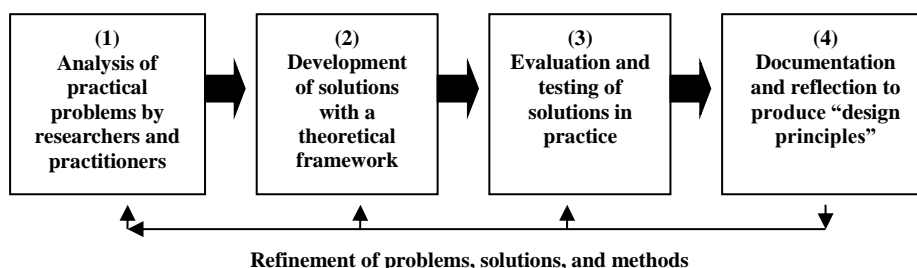 (1)
Analysis of
practical
problems by
researchers and
practitioners
(2)
Development
of solutions
with a
theoretical
framework
(3)
Evaluation and
testing of
solutions in
practice
(4)
Documentation
and reflection to
produce “design
principles”
Refinement of problems, solutions, and methods